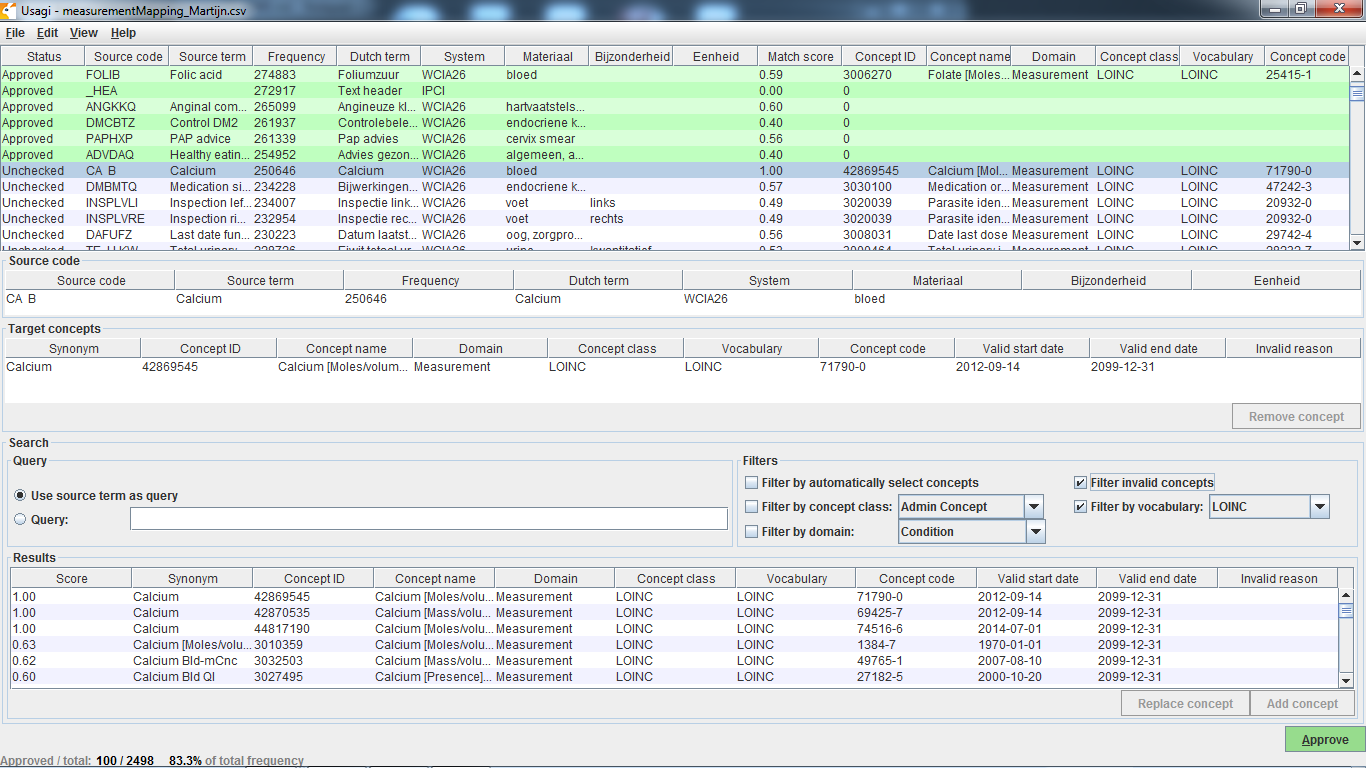 Usagi - measurementMapping_Martijn.csv
File Edit View Help
Status Source code Source term Frequency Dutch term System Materiaal Bijzonderheid Eenheid Match score Concept ID Concept name Domain Concept class Vocabulary Concept code
Approved FOLIB Folic acid 274883 Foliumzuur WCIA26 bloed 0.59 3006270 Folate [Moles... Measurement LOINC LOINC 25415-1
Approved _HEA 272917 Text header IPCI 0.00 0
Approved ANGKKQ Anginal com... 265099 Angineuze kl... WCIA26 hartvaatstels... 0.60 0
Approved DMCBTZ Control DM2 261937 Controlebele... WCIA26 endocriene k... 0.40 0
Approved PAPHXP PAP advice 261339 Pap advies WCIA26 cervix smear 0.56 0
Approved ADVDAQ Healthy eatin... 254952 Advies gezon... WCIA26 algemeen, a... 0.40 0
Unchecked CA B Calcium 250646 Calcium WCIA26 bloed 1.00 42869545 Calcium [Mol... Measurement LOINC LOINC 71790-0
Unchecked DMBMTQ Medication si... 234228 Bijwerkingen... WCIA26 endocriene k... 0.57 3030100 Medication or... Measurement LOINC LOINC 47242-3
Unchecked INSPLVLI Inspection lef... 234007 Inspectie link... WCIA26 voet links 0.49 3020039 Parasite iden... Measurement LOINC LOINC 20932-0
Unchecked INSPLVRE Inspection ri... 232954 Inspectie rec... WCIA26 voet rechts 0.49 3020039 Parasite iden... Measurement LOINC LOINC 20932-0
Unchecked DAFUFZ Last date fun... 230223 Datum laatst... WCIA26 oog, zorgpro... 0.56 3008031 Date last dose Measurement LOINC LOINC 29742-4
Source code
Source code Source term Frequency Dutch term System Materiaal Bijzonderheid Eenheid
CA B Calcium 250646 Calcium WCIA26 bloed
Target concepts
Synonym Concept ID Concept name Domain Concept class Vocabulary Concept code Valid start date Valid end date Invalid reason
Calcium 42869545 Calcium [Moles/volum... Measurement LOINC LOINC 71790-0 2012-09-14 2099-12-31
Remove concept
Search
Query Filters
Filter by automatically select concepts Filter invalid concepts
Use source term as query
Filter by concept class: Admin Concept Filter by vocabulary: LOINC
Query:
Filter by domain: Condition
Results
Score Synonym Concept ID Concept name Domain Concept class Vocabulary Concept code Valid start date Valid end date Invalid reason
1.00 Calcium 42869545 Calcium [Moles/volu... Measurement LOINC LOINC 71790-0 2012-09-14 2099-12-31
1.00 Calcium 42870535 Calcium [Mass/volu... Measurement LOINC LOINC 69425-7 2012-09-14 2099-12-31
1.00 Calcium 44817190 Calcium [Moles/volu... Measurement LOINC LOINC 74516-6 2014-07-01 2099-12-31
0.63 Calcium [Moles/volu... 3010359 Calcium [Moles/volu... Measurement LOINC LOINC 1384-7 1970-01-01 2099-12-31
0.62 Calcium Bld-mCnc 3032503 Calcium [Mass/volu... Measurement LOINC LOINC 49765-1 2007-08-10 2099-12-31
0.60 Calcium Bld Ql 3027495 Calcium [Presence]... Measurement LOINC LOINC 27182-5 2000-10-20 2099-12-31
Replace concept Add concept
Approve
Approved / total: 100 / 2498 83.3% of total frequency